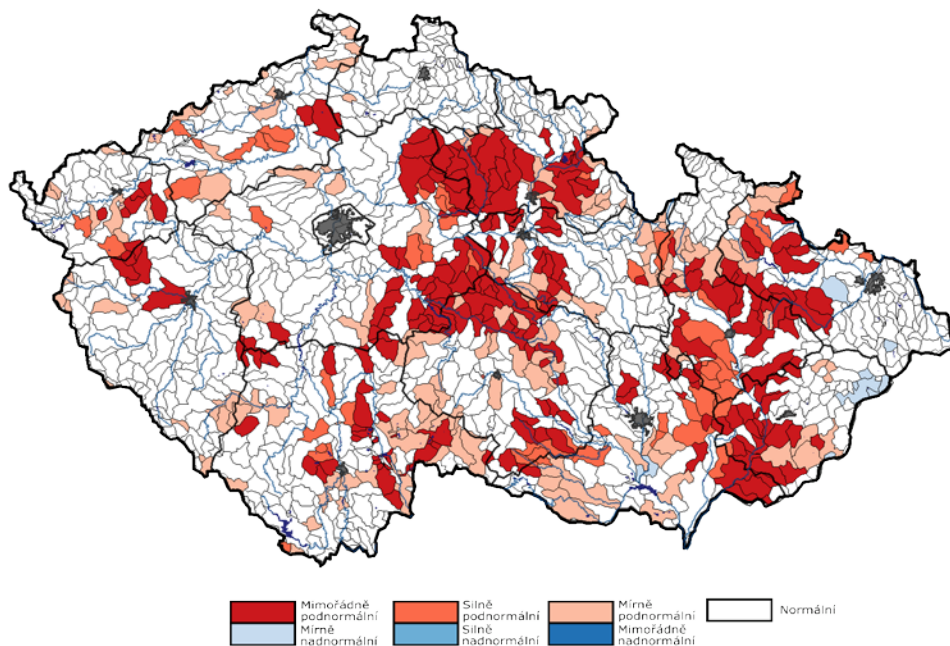 Mimořádně
podnormální
Silně
podnormální
Mírně
podnormální
Normální
Mírně
nadnormální
Silně
nadnormální
Mimořádně
nadnormální